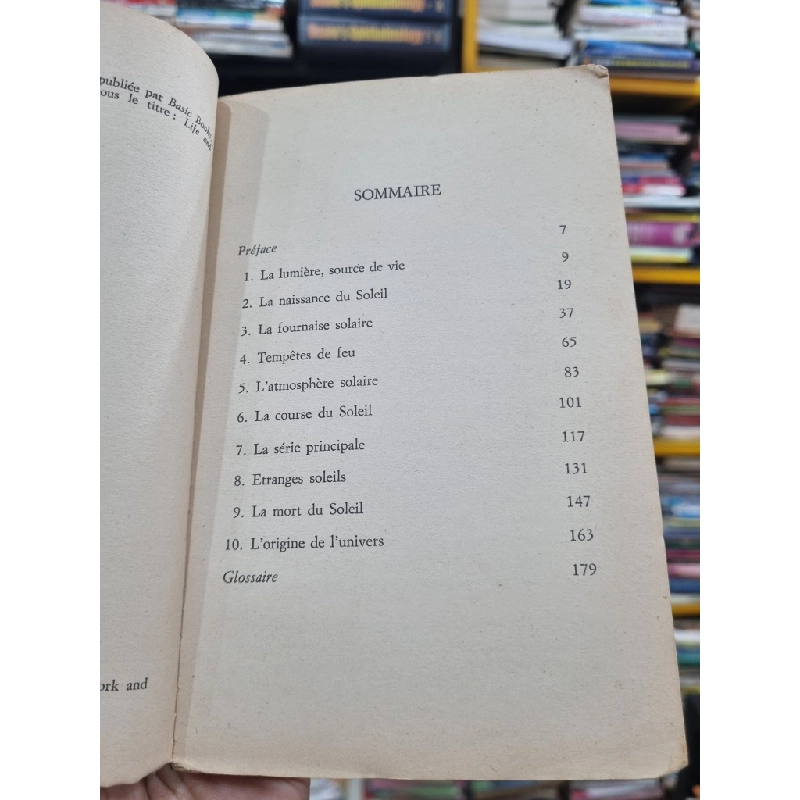 publiée par Basic Books
ous le titre : Life and
ork and
SOMMAIRE
Préface 7
1. La lumière, source de vie 9
2. La naissance du Soleil 19
3. La fournaise solaire 37
4. Tempêtes de feu 65
5. L'atmosphère solaire 83
6. La course du Soleil 101
7. La série principale 117
8. Etranges soleils 131
9. La mort du Soleil 147
10. L'origine de l'univers 163
Glossaire 179